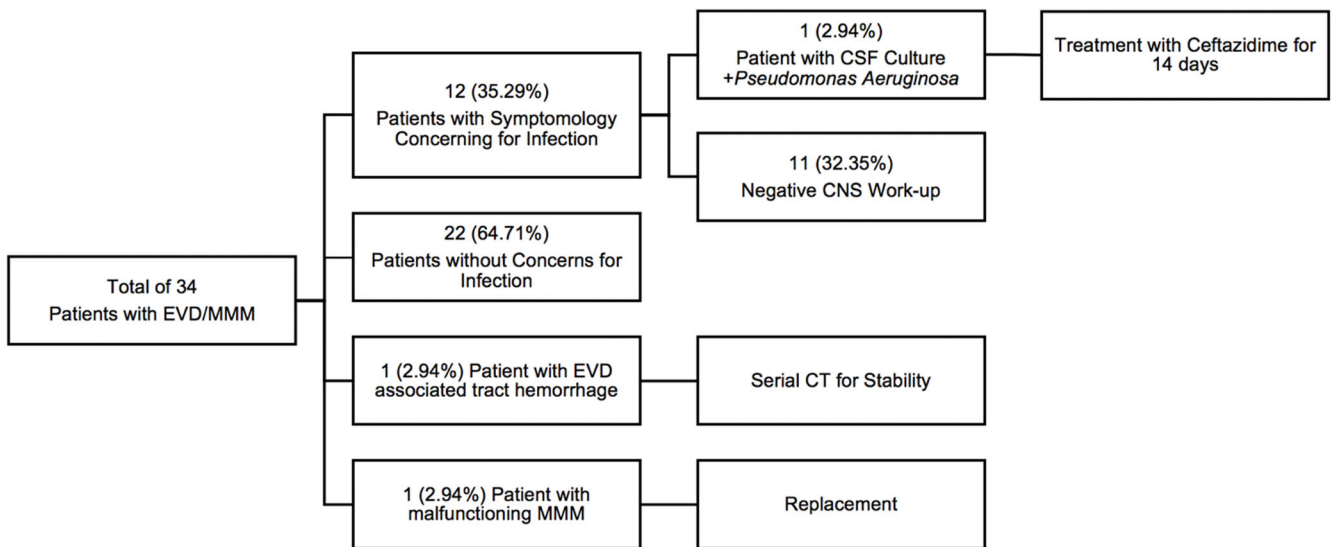 Total of 34
Patients with EVD/MMM
12 (35.29%)
Patients with Symptomology
Concerning for Infection
1 (2.94%)
Patient with CSF Culture
+Pseudomonas Aeruginosa
Treatment with Ceftazidime for
14 days
11 (32.35%)
Negative CNS Work-up
22 (64.71%)
Patients without Concerns for
Infection
1 (2.94%) Patient with EVD
associated tract hemorrhage
Serial CT for Stability
1 (2.94%) Patient with
malfunctioning MMM
Replacement